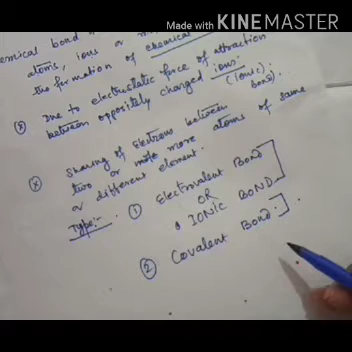 Made with KINEMASTER
emical bond
atoms, ions or m
the formation of chemical
Due to electrostatic force of attraction
between oppositely charged ions.
(Ionic bond).
Sharing of electrons between
two or more atoms of same
or different element.
Type:- ① Electrovalent Bond
OR
IONIC BOND
② Covalent Bond.